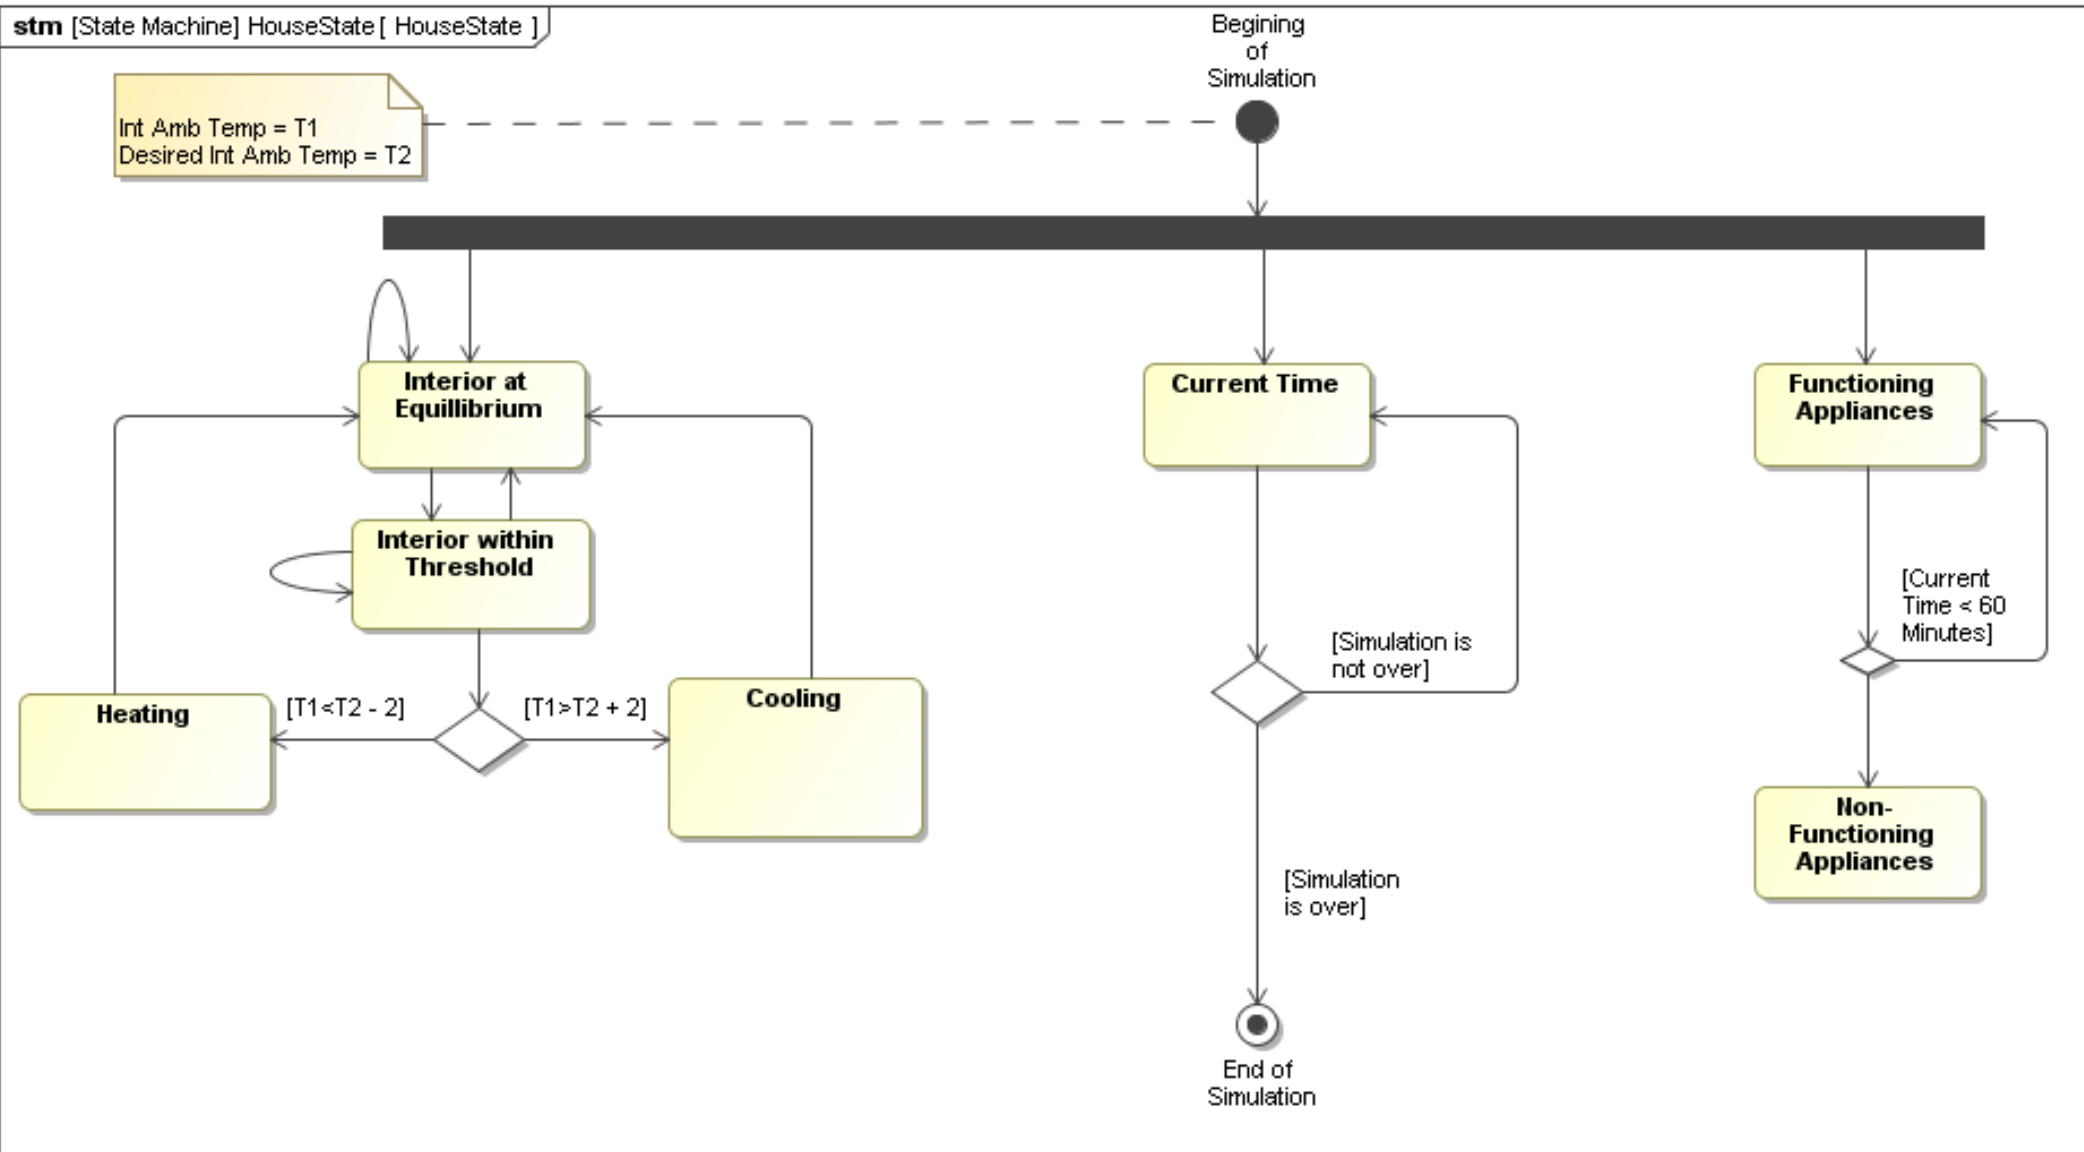 stm [State Machine] HouseState [ HouseState ]
Begining
of
Simulation
Int Amb Temp = T1
Desired Int Amb Temp = T2
Interior at
Equillibrium
Current Time
Functioning
Appliances
Interior within
Threshold
[Current
Time < 60
Minutes]
[Simulation is
not over]
Heating
[T1<T2 - 2]
[T1>T2 + 2]
Cooling
Non-
Functioning
Appliances
[Simulation
is over]
End of
Simulation